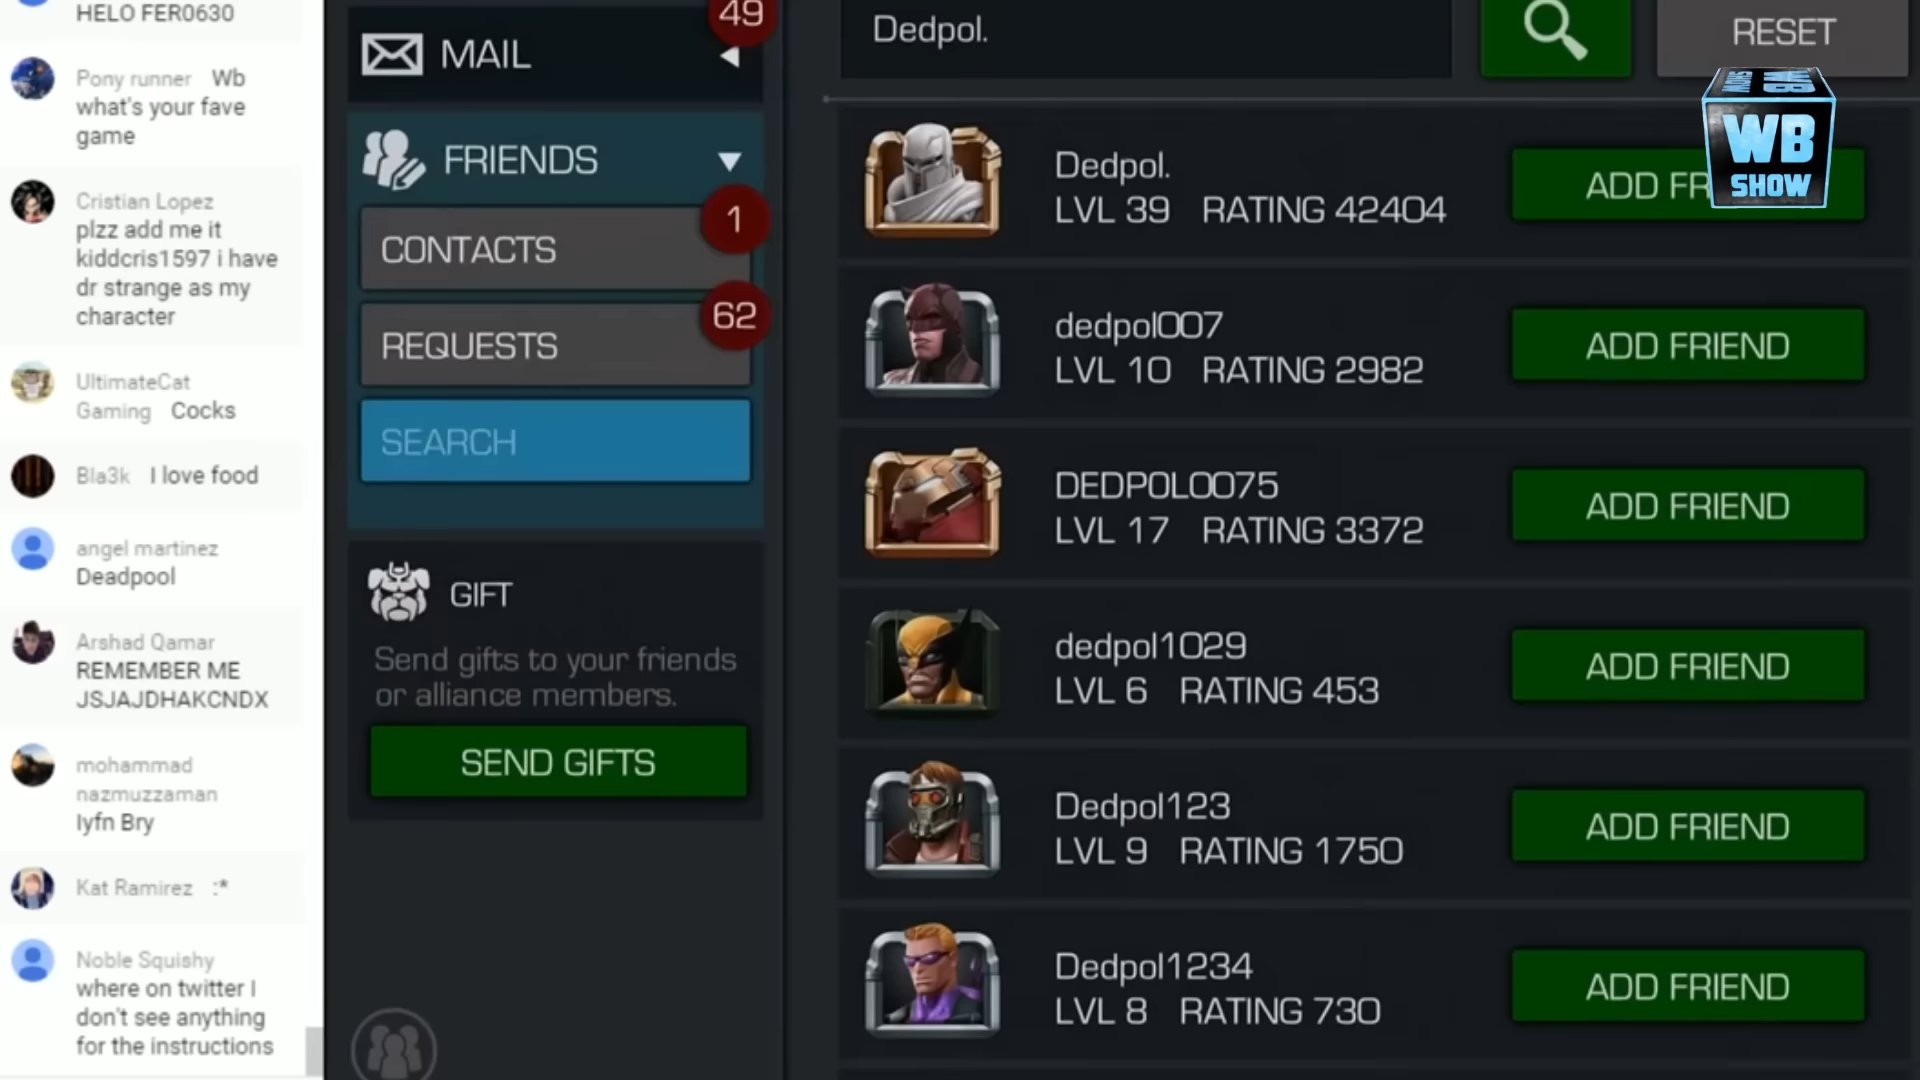 HELO FER0630
Pony runner Wb
what's your fave
game
Cristian Lopez
plzz add me it
kiddcris1597 i have
dr strange as my
character
UltimateCat
Gaming Cocks
Bla3k I love food
angel martinez
Deadpool
Arshad Qamar
REMEMBER ME
JSJAJDHAKCNDX
mohammad
nazmuzzaman
Iyfn Bry
Kat Ramirez :*
Noble Squishy
where on twitter I
don't see anything
for the instructions
MAIL
49
FRIENDS
CONTACTS
1
REQUESTS
62
SEARCH
GIFT
Send gifts to your friends
or alliance members.
SEND GIFTS
Dedpol.
RESET
Dedpol.
LVL 39 RATING 42404
ADD FR
WB
SHOW
WB
SHOW
dedpol007
LVL 10 RATING 2982
ADD FRIEND
DEDPOL0075
LVL 17 RATING 3372
ADD FRIEND
dedpol1029
LVL 6 RATING 453
ADD FRIEND
Dedpol123
LVL 9 RATING 1750
ADD FRIEND
Dedpol1234
LVL 8 RATING 730
ADD FRIEND